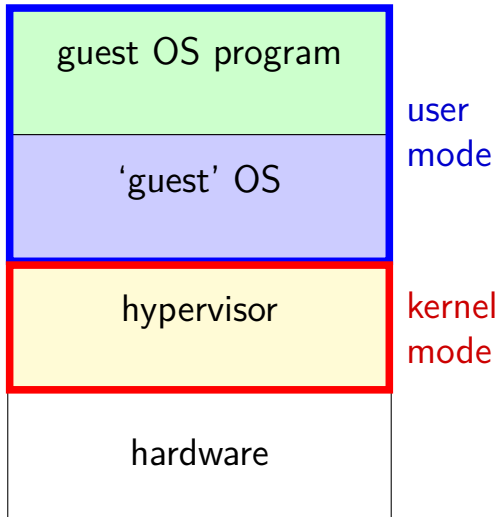 guest OS program
user
mode
‘guest’ OS
hypervisor
kernel
mode
hardware